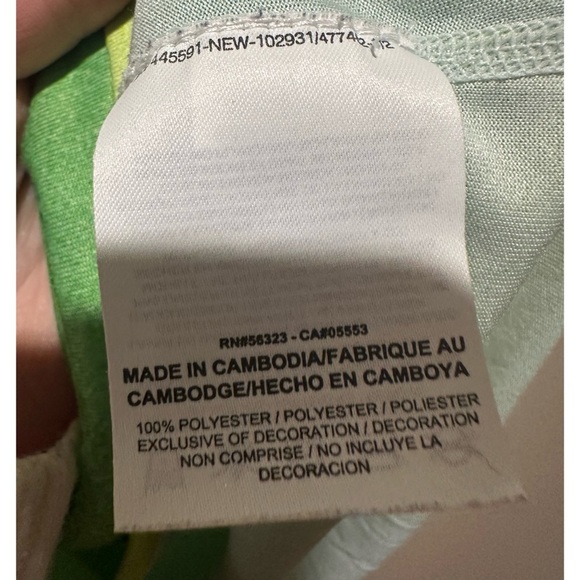 445591-NEW-102931/4774
RN#56323 - CA#05553
MADE IN CAMBODIA/FABRIQUE AU
CAMBODGE/HECHO EN CAMBOYA
100% POLYESTER / POLYESTER / POLIESTER
EXCLUSIVE OF DECORATION / DECORATION
NON COMPRISE / NO INCLUYE LA
DECORACION